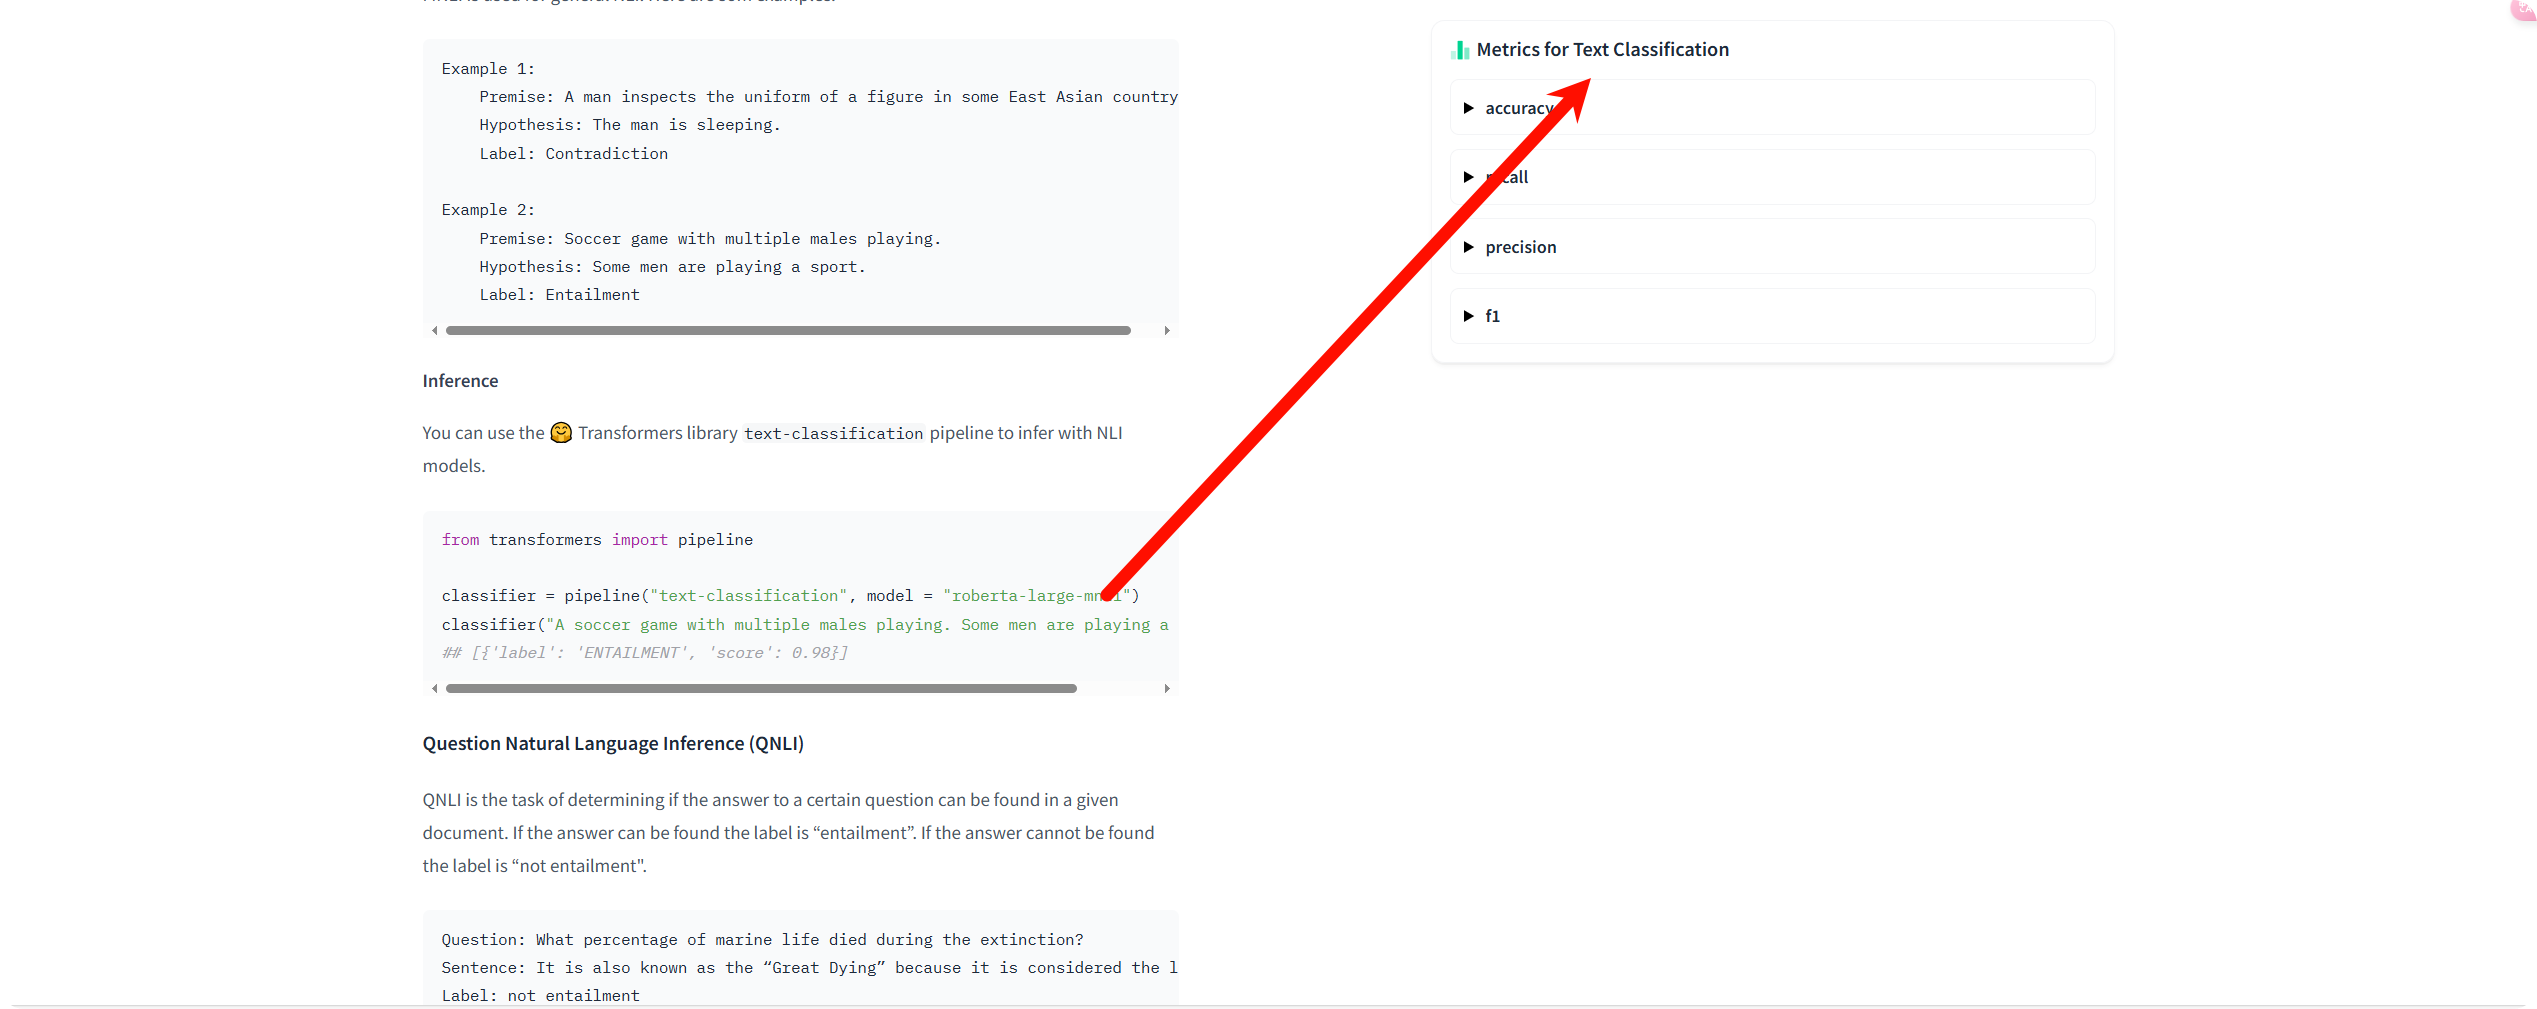 Example 1:
Premise: A man inspects the uniform of a figure in some East Asian country
Hypothesis: The man is sleeping.
Label: Contradiction
Example 2:
Premise: Soccer game with multiple males playing.
Hypothesis: Some men are playing a sport.
Label: Entailment
Inference
You can use the 🤗 Transformers library text-classification pipeline to infer with NLI
models.
from transformers import pipeline
classifier = pipeline("text-classification", model = "roberta-large-mnli")
classifier("A soccer game with multiple males playing. Some men are playing a
## [{'label': 'ENTAILMENT', 'score': 0.98}]
Question Natural Language Inference (QNLI)
QNLI is the task of determining if the answer to a certain question can be found in a given
document. If the answer can be found the label is “entailment”. If the answer cannot be found
the label is “not entailment".
Question: What percentage of marine life died during the extinction?
Sentence: It is also known as the “Great Dying” because it is considered the l
Label: not entailment
Metrics for Text Classification
accuracy
recall
precision
f1